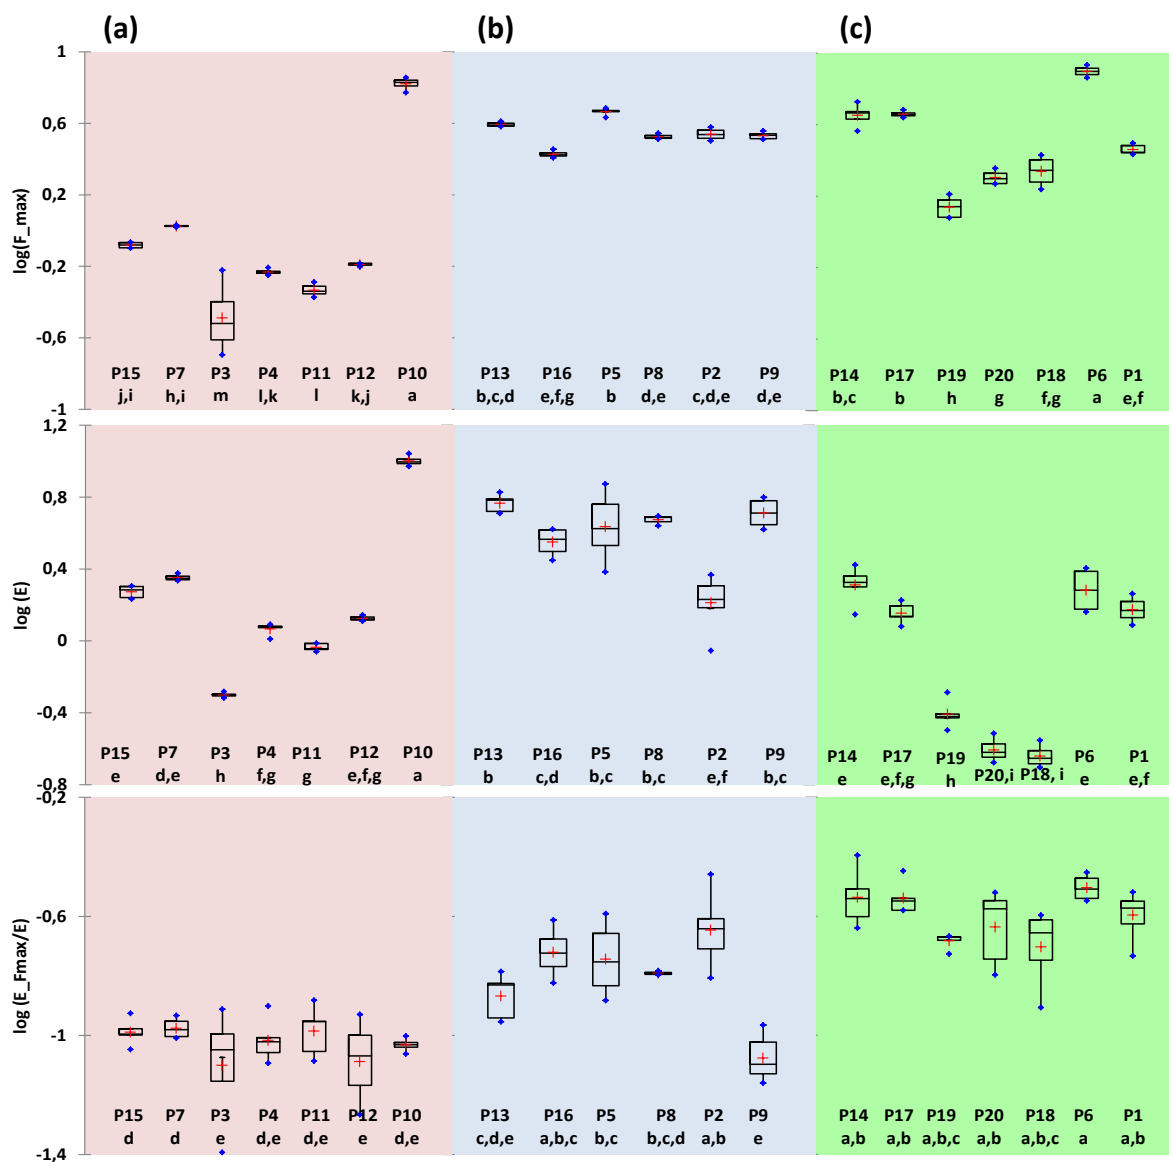 (a) (b) (c)
log(F_max)
1
0,6
0,2
-0,2
-0,6
-1
P15 P7 P3 P4 P11 P12 P10 P13 P16 P5 P8 P2 P9 P14 P17 P19 P20 P18 P6 P1
j,i h,i m l,k l k,j a b,c,d e,f,g b d,e c,d,e d,e b,c b h g f,g a e,f
log (E)
1,2
0,8
0,4
0
-0,4
-0,8
P15 P7 P3 P4 P11 P12 P10 P13 P16 P5 P8 P2 P9 P14 P17 P19 P20,i P18, i P6 P1
e d,e h f,g g e,f,g a b c,d b,c b,c e,f b,c e e,f,g h e e,f
log (E_Fmax/E)
-0,2
-0,6
-1,0
-1,4
P15 P7 P3 P4 P11 P12 P10 P13 P16 P5 P8 P2 P9 P14 P17 P19 P20 P18 P6 P1
d d e d,e d,e e d,e c,d,e a,b,c b,c b,c,d a,b e a,b a,b a,b,c a,b a,b,c a a,b